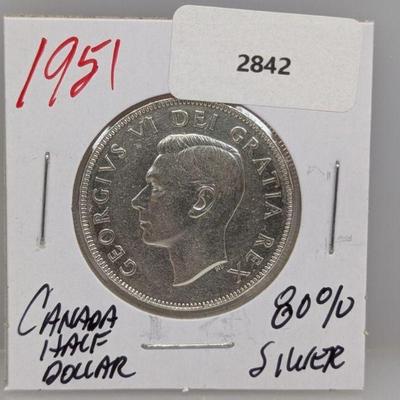 1951
2842
GEORGIVS VI DEI GRATIA REX
CANADA
HALF
DOLLAR
80%
SILVER